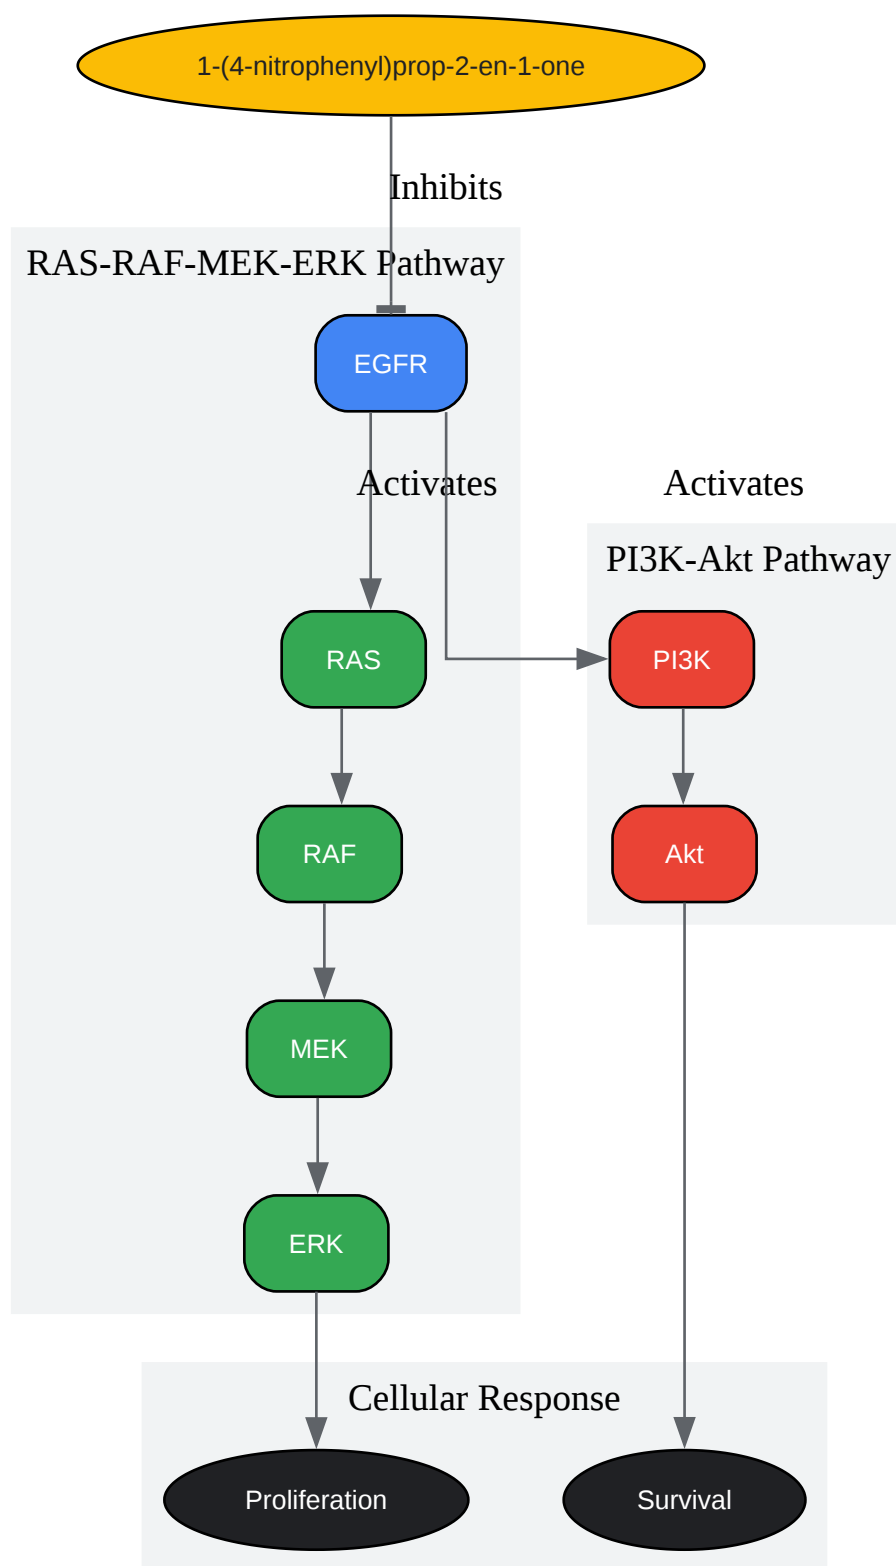 1-(4-nitrophenyl)prop-2-en-1-one
Inhibits
RAS-RAF-MEK-ERK Pathway
EGFR
Activates
Activates
PI3K-Akt Pathway
RAS
PI3K
RAF
Akt
MEK
ERK
Cellular Response
Proliferation
Survival